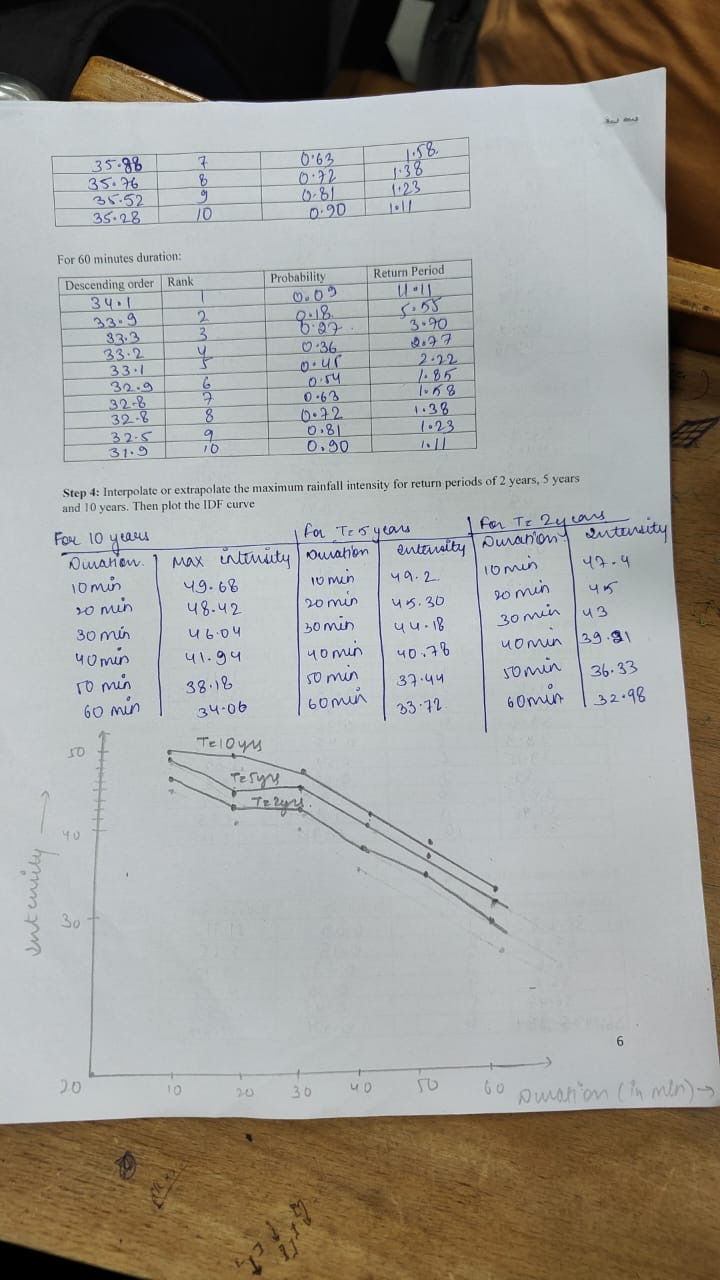 35.88 7 0.63 1.58
35.76 8 0.72 1.38
35.52 9 0.81 1.23
35.28 10 0.90 1.11
For 60 minutes duration:
Descending order Rank Probability Return Period
34.1 1 0.09 11.11
33.9 2 0.18 5.55
33.3 3 0.27 3.70
33.2 4 0.36 2.77
33.1 5 0.45 2.22
32.9 6 0.54 1.85
32.8 7 0.63 1.58
32.8 8 0.72 1.38
32.5 9 0.81 1.23
31.9 10 0.90 1.11
Step 4: Interpolate or extrapolate the maximum rainfall intensity for return periods of 2 years, 5 years
and 10 years. Then plot the IDF curve
For 10 years For T=5 years For T= 2 years
Duration. Max intensity Duration intensity Duration intensity
10 min 49.68 10 min 49.2 10 min 47.4
20 min 48.42 20 min 45.30 20 min 45
30 min 46.04 30 min 44.18 30 min 43
40 min 41.94 40 min 40.78 40 min 39.21
50 min 38.18 50 min 37.44 50 min 36.33
60 min 34.06 60 min 33.72 60 min 32.98
T=10 yrs
50
T=5yrs
T=2yrs.
40
intensity
30
6
20 10 20 30 40 50 60 Duration (in min)